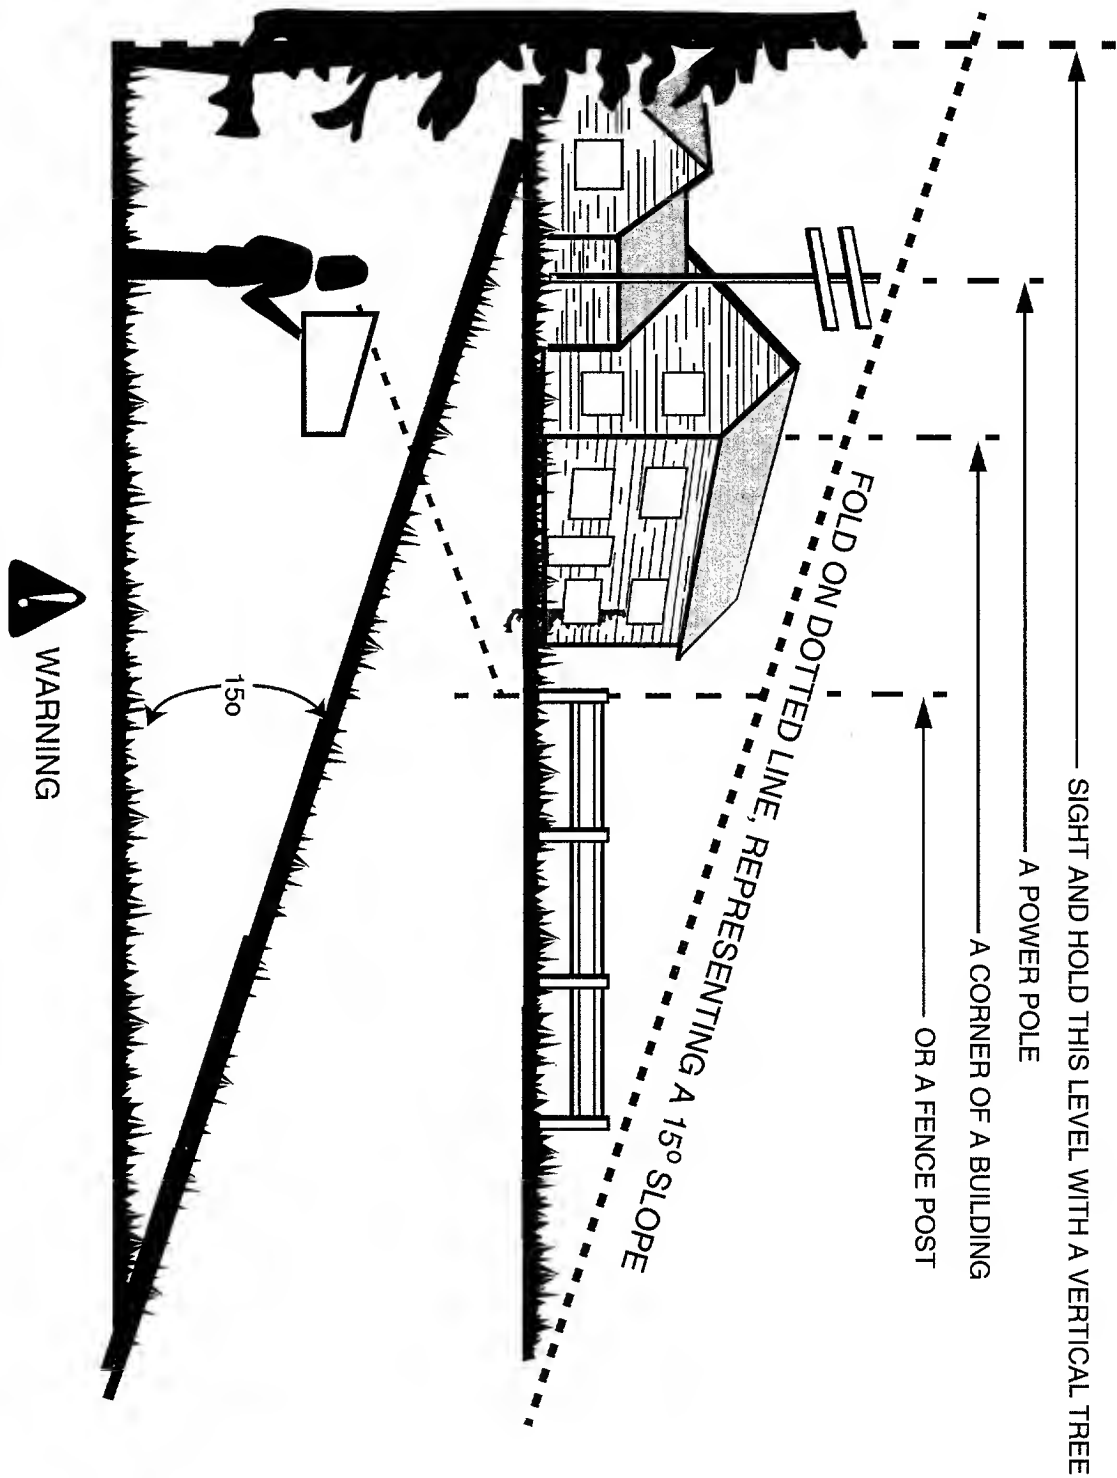 SIGHT AND HOLD THIS LEVEL WITH A VERTICAL TREE
A POWER POLE
A CORNER OF A BUILDING
OR A FENCE POST
FOLD ON DOTTED LINE, REPRESENTING A 15º SLOPE
15o
WARNING